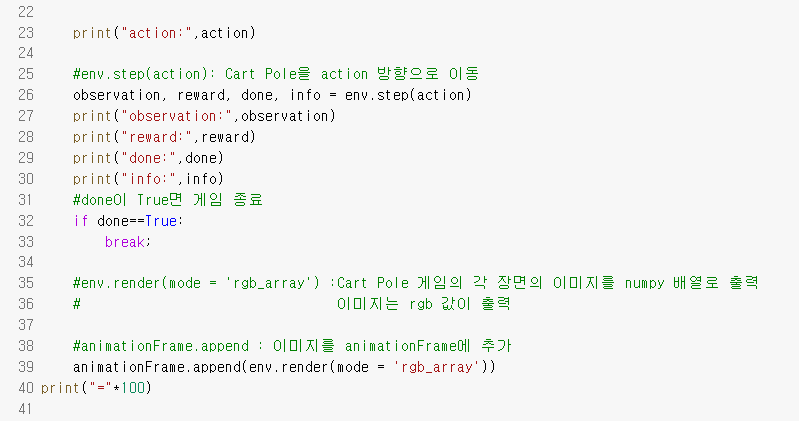 22
23 print("action:",action)
24
25 #env.step(action): Cart Pole을 action 방향으로 이동
26 observation, reward, done, info = env.step(action)
27 print("observation:",observation)
28 print("reward:",reward)
29 print("done:",done)
30 print("info:",info)
31 #done이 True면 게임 종료
32 if done==True:
33 break;
34
35 #env.render(mode = 'rgb_array') :Cart Pole 게임의 각 장면의 이미지를 numpy 배열로 출력
36 # 이미지는 rgb 값이 출력
37
38 #animationFrame.append : 이미지를 animationFrame에 추가
39 animationFrame.append(env.render(mode = 'rgb_array'))
40 print("="*100)
41